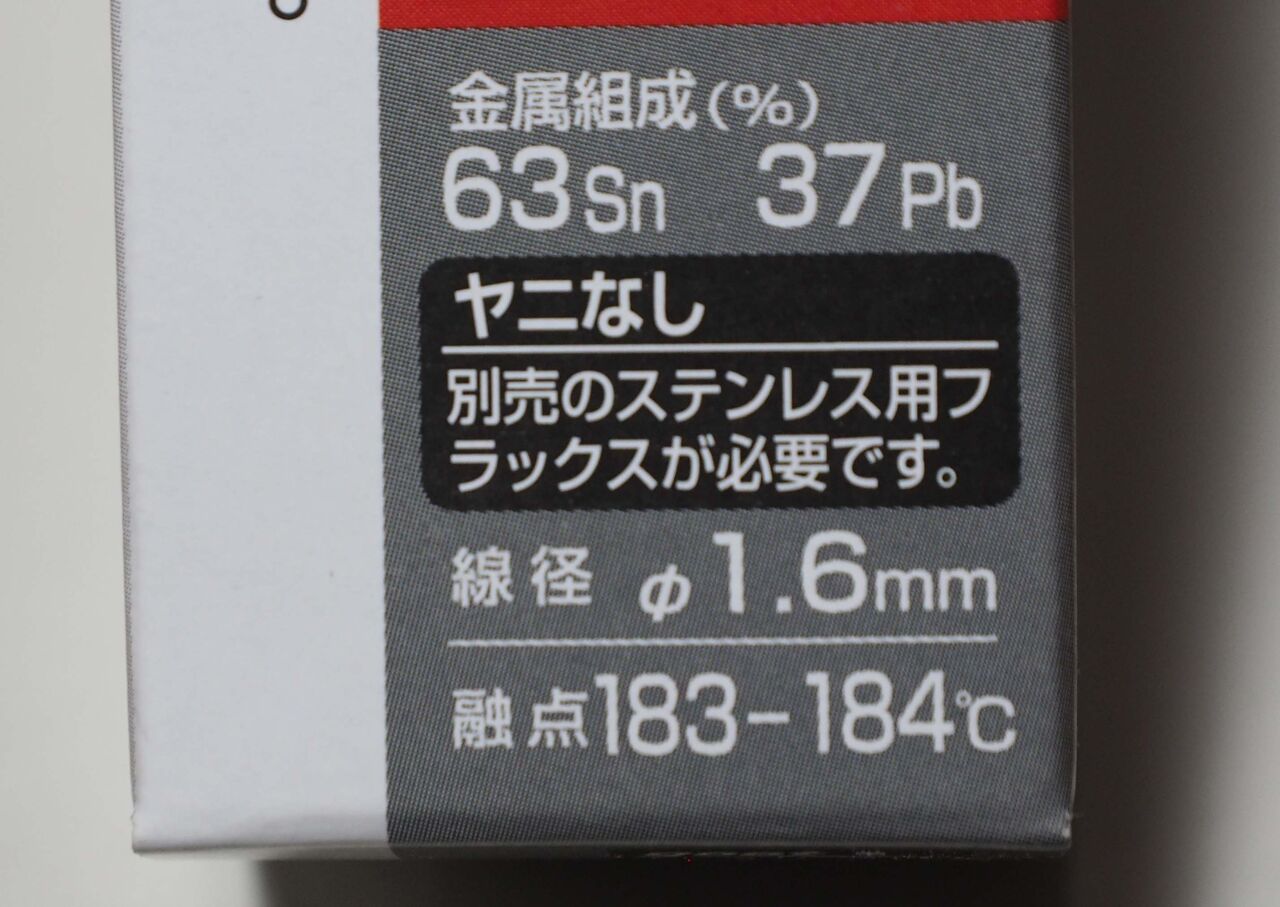 金属組成(%)
63Sn 37Pb
ヤニなし
別売のステンレス用フ
ラックスが必要です。
線径 φ1.6mm
融点183-184℃